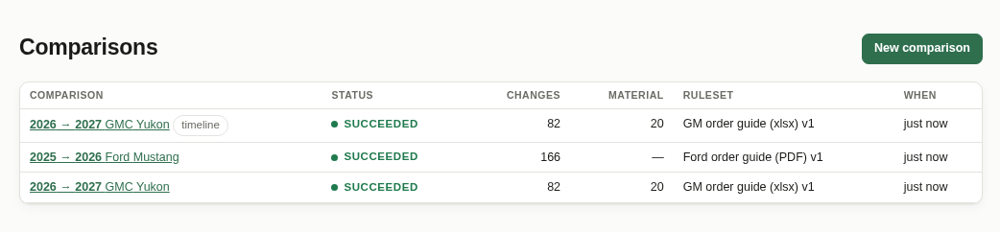 Comparisons
New comparison
COMPARISON STATUS CHANGES MATERIAL RULESET WHEN
2026 → 2027 GMC Yukon timeline SUCCEEDED 82 20 GM order guide (xlsx) v1 just now
2025 → 2026 Ford Mustang SUCCEEDED 166 — Ford order guide (PDF) v1 just now
2026 → 2027 GMC Yukon SUCCEEDED 82 20 GM order guide (xlsx) v1 just now